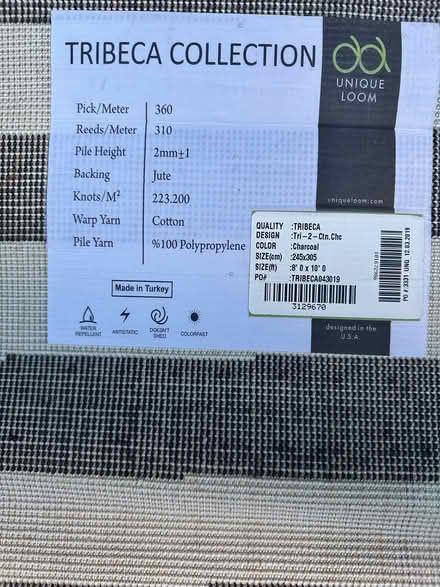 TRIBECA COLLECTION
UNIQUE
LOOM
Pick/Meter 360
Reeds/Meter 310
Pile Height 2mm±1
Backing Jute
Knots/M² 223.200
Warp Yarn Cotton
Pile Yarn %100 Polypropylene
uniqueloom.com
QUALITY :TRIBECA
DESIGN :Tri-2-Ctn.Chc
COLOR :Charcoal
SIZE(cm) :245x305
SIZE(ft) :8' 0 x 10' 0
PO# :TRIBECA043019
3129670
Made in Turkey
WATER
REPELLENT
ANTISTATIC
DOESN'T
SHED
COLORFAST
designed in the
U.S.A.